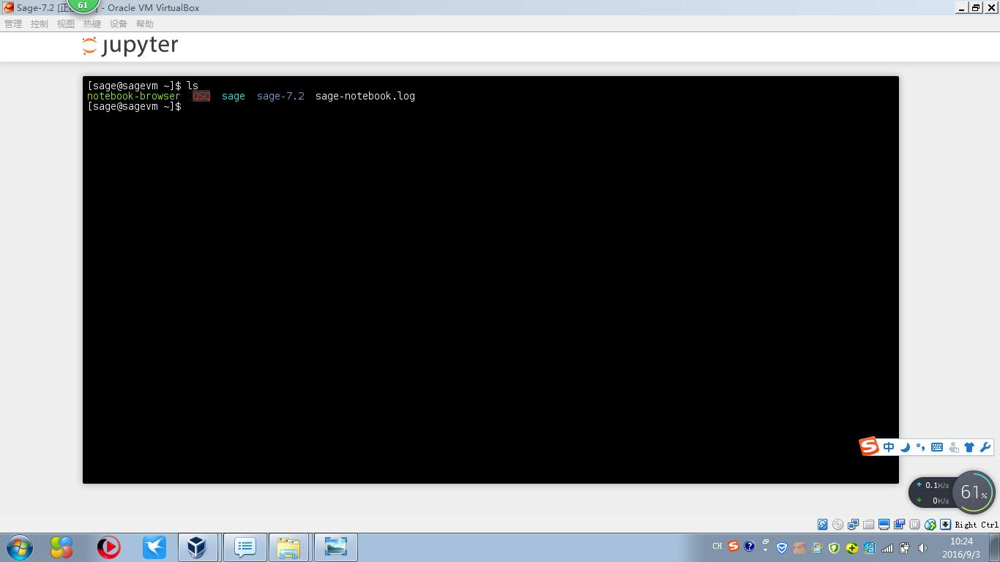 61
Sage-7.2 [正 - Oracle VM VirtualBox
管理 控制 视图 热键 设备 帮助
jupyter
[sage@sagevm ~]$ ls
notebook-browser QSQ sage sage-7.2 sage-notebook.log
[sage@sagevm ~]$
中
0.1K/s
61%
0K/s
Right Ctrl
CH
10:24
2016/9/3